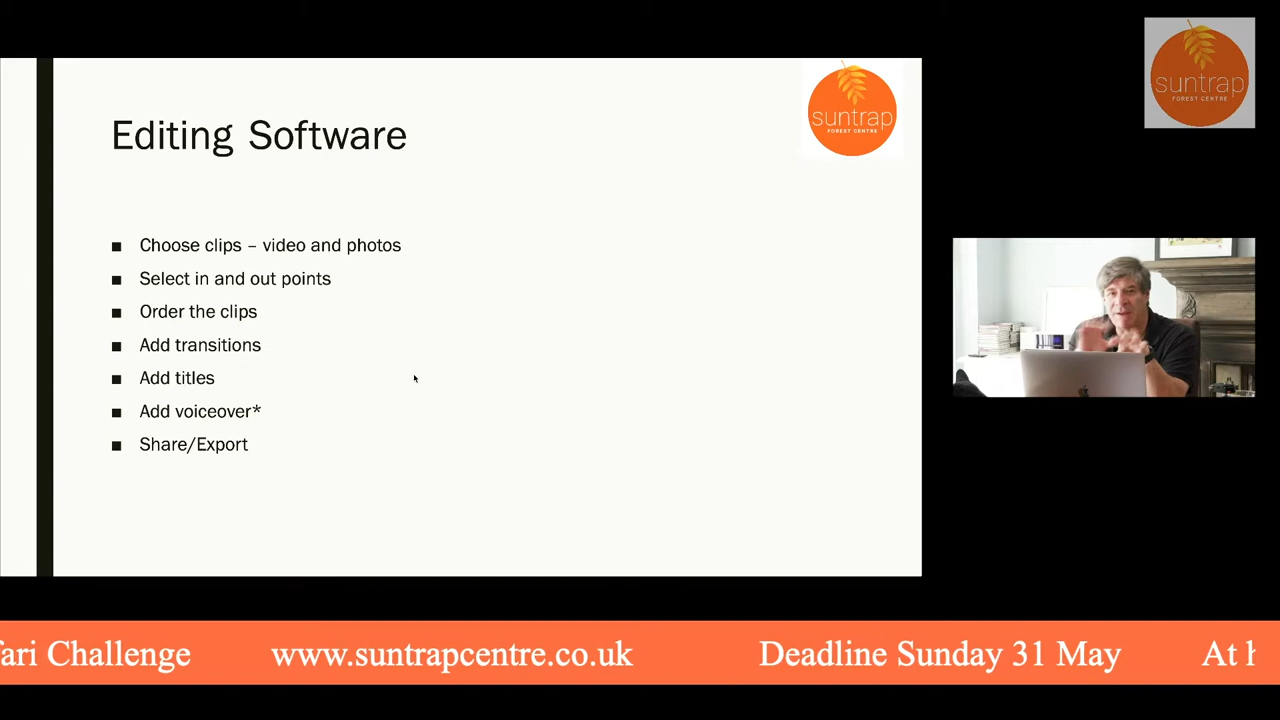 suntrap
FOREST CENTRE
suntrap
FOREST CENTRE
Editing Software
■ Choose clips – video and photos
■ Select in and out points
■ Order the clips
■ Add transitions
■ Add titles
■ Add voiceover*
■ Share/Export
fari Challenge www.suntrapcentre.co.uk Deadline Sunday 31 May At h